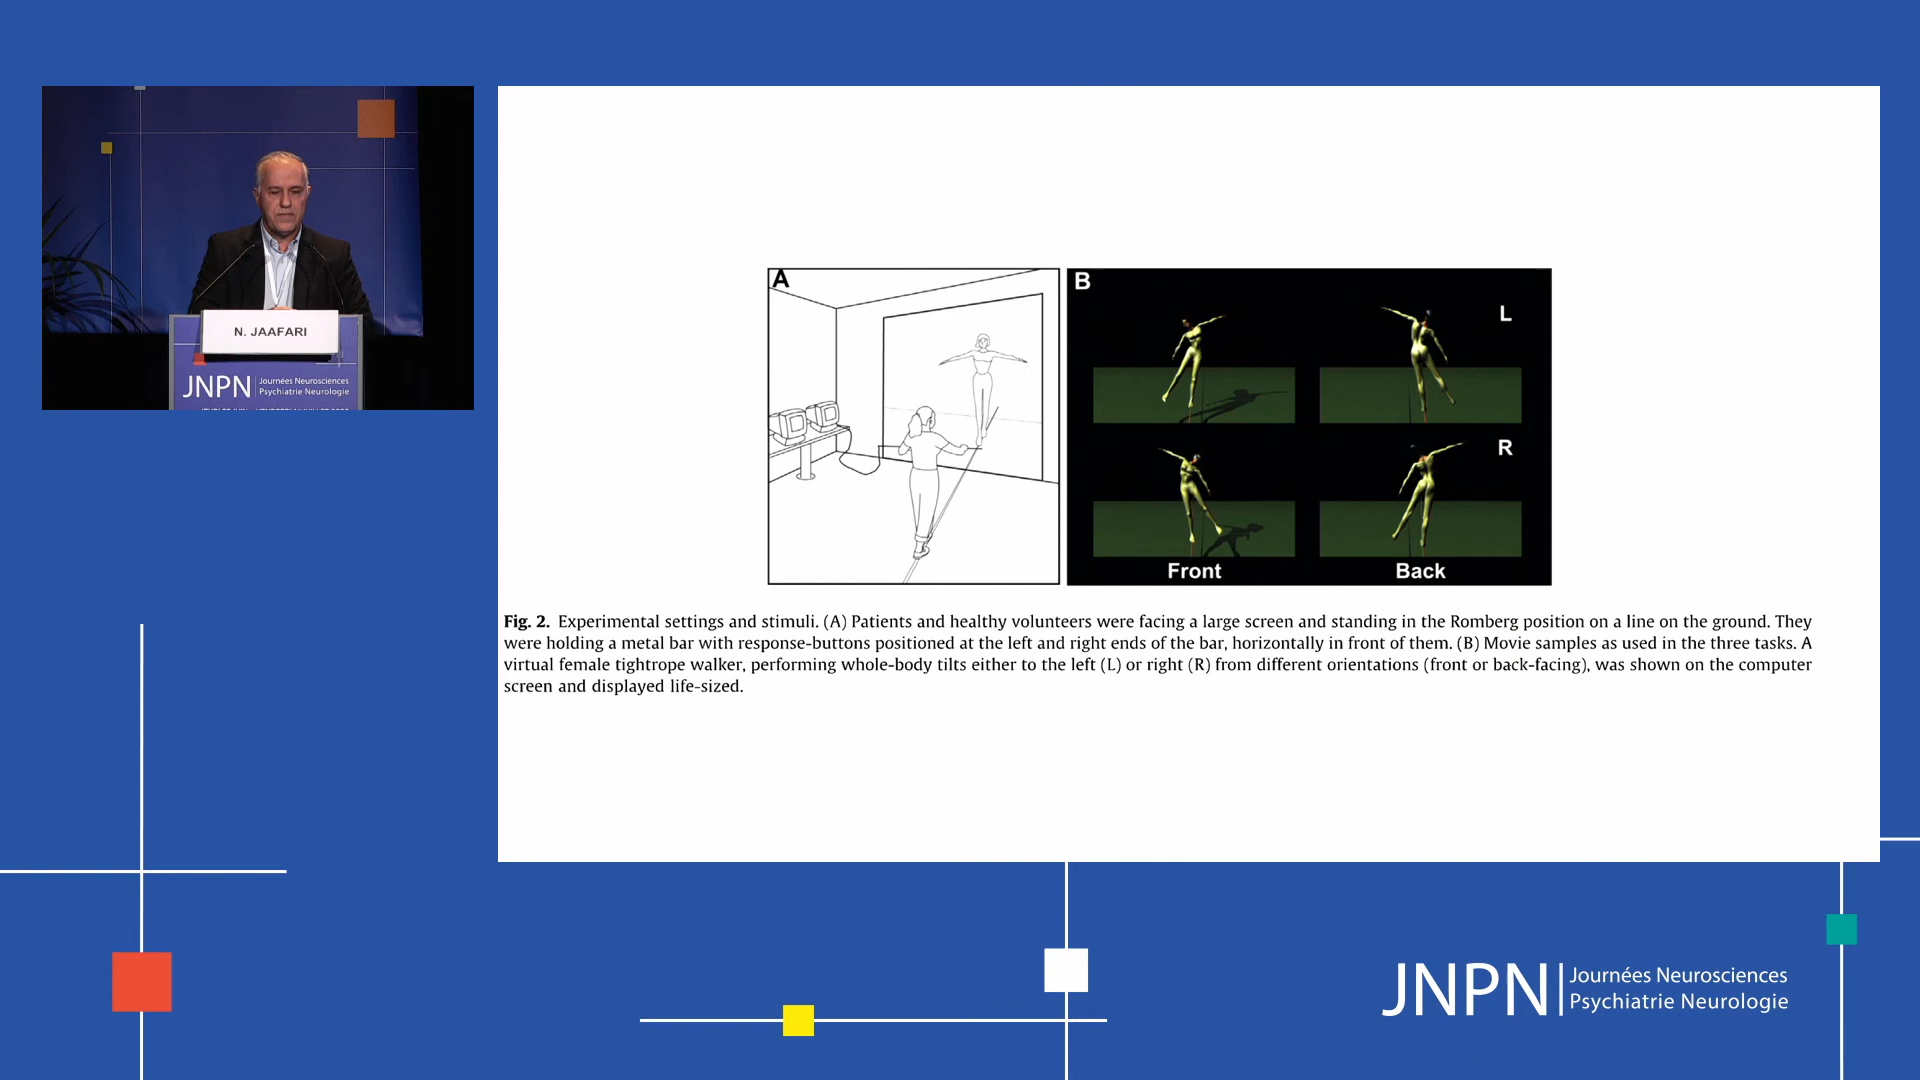 N. JAAFARI
JNPN
Journées Neurosciences
Psychiatrie Neurologie
A
B
L
R
Front
Back
Fig. 2. Experimental settings and stimuli. (A) Patients and healthy volunteers were facing a large screen and standing in the Romberg position on a line on the ground. They
were holding a metal bar with response-buttons positioned at the left and right ends of the bar, horizontally in front of them. (B) Movie samples as used in the three tasks. A
virtual female tightrope walker, performing whole-body tilts either to the left (L) or right (R) from different orientations (front or back-facing), was shown on the computer
screen and displayed life-sized.
JNPN
Journées Neurosciences
Psychiatrie Neurologie